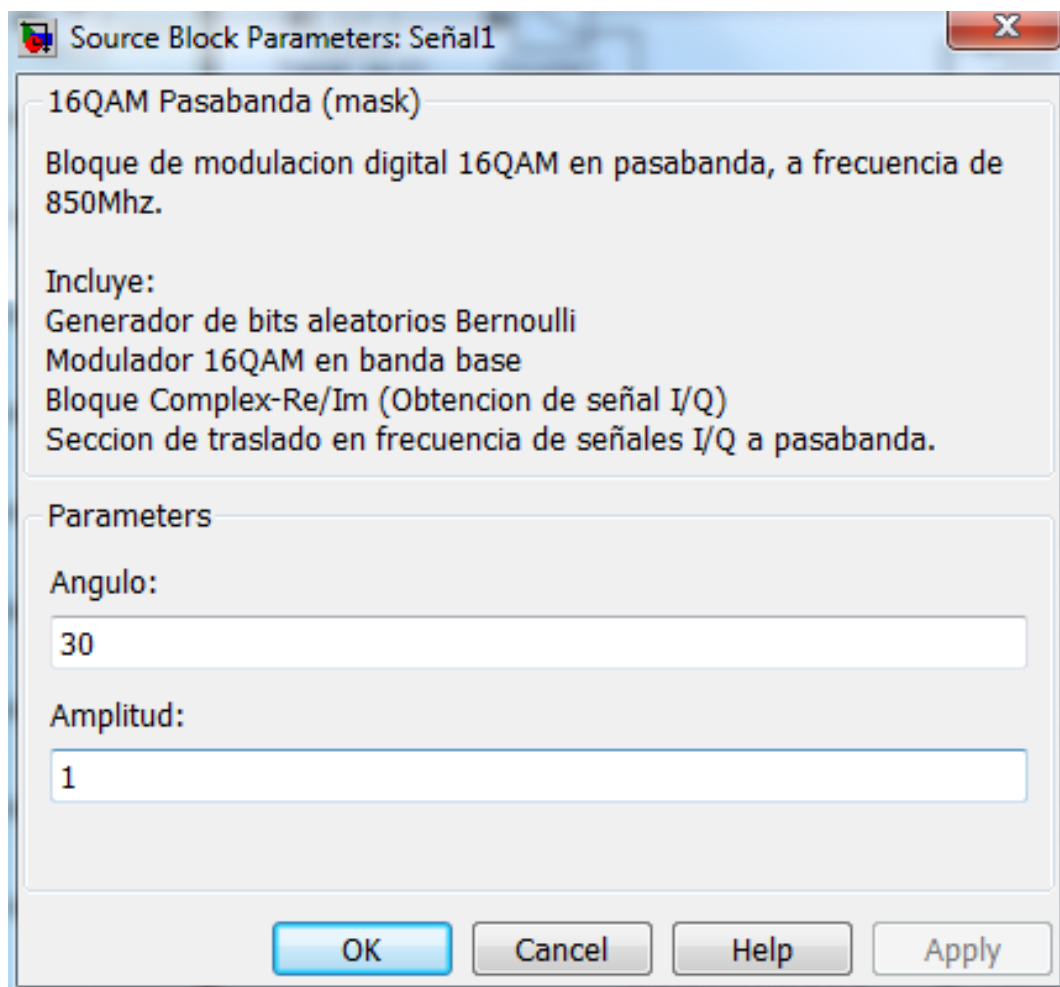 Source Block Parameters: Señal1
16QAM Pasabanda (mask)
Bloque de modulacion digital 16QAM en pasabanda, a frecuencia de
850Mhz.
Incluye:
Generador de bits aleatorios Bernoulli
Modulador 16QAM en banda base
Bloque Complex-Re/Im (Obtencion de señal I/Q)
Seccion de traslado en frecuencia de señales I/Q a pasabanda.
Parameters
Angulo:
30
Amplitud:
1
OK Cancel Help Apply